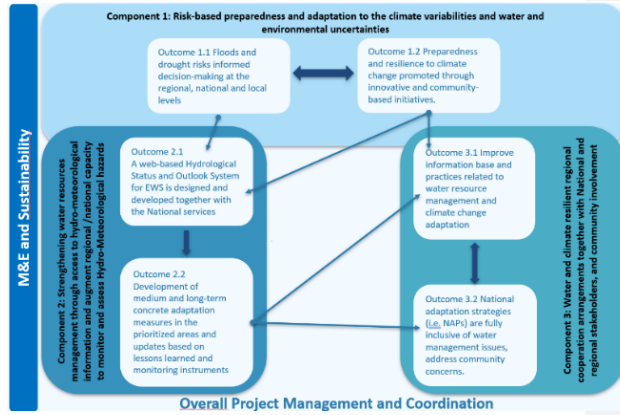 Component 1: Risk-based preparedness and adaptation to the climate variabilities and water and
environmental uncertainties
Outcome 1.1 Floods and
drought risks informed
decision-making at the
regional, national and local
levels
Outcome 1.2 Preparedness
and resilience to climate
change promoted through
innovative and community-
based initiatives.
M&E and Sustainability
Component 2: Strengthening water resources
management through access to hydro-meteorological
information and augment regional /national capacity
to monitor and assess Hydro-Meteorological hazards
Outcome 2.1
A web-based Hydrological
Status and Outlook System
for EWS is designed and
developed together with
the National services
Outcome 2.2
Development of
medium and long-term
concrete adaptation
measures in the
prioritized areas and
updates based on
lessons learned and
monitoring instruments
Outcome 3.1 Improve
information base and
practices related to
water resource
management and
climate change
adaptation
Outcome 3.2 National
adaptation strategies
(i.e. NAPs) are fully
inclusive of water
management issues,
address community
concerns.
Component 3: Water and climate resilient regional
cooperation arrangements together with National and
regional stakeholders, and community involvement
Overall Project Management and Coordination